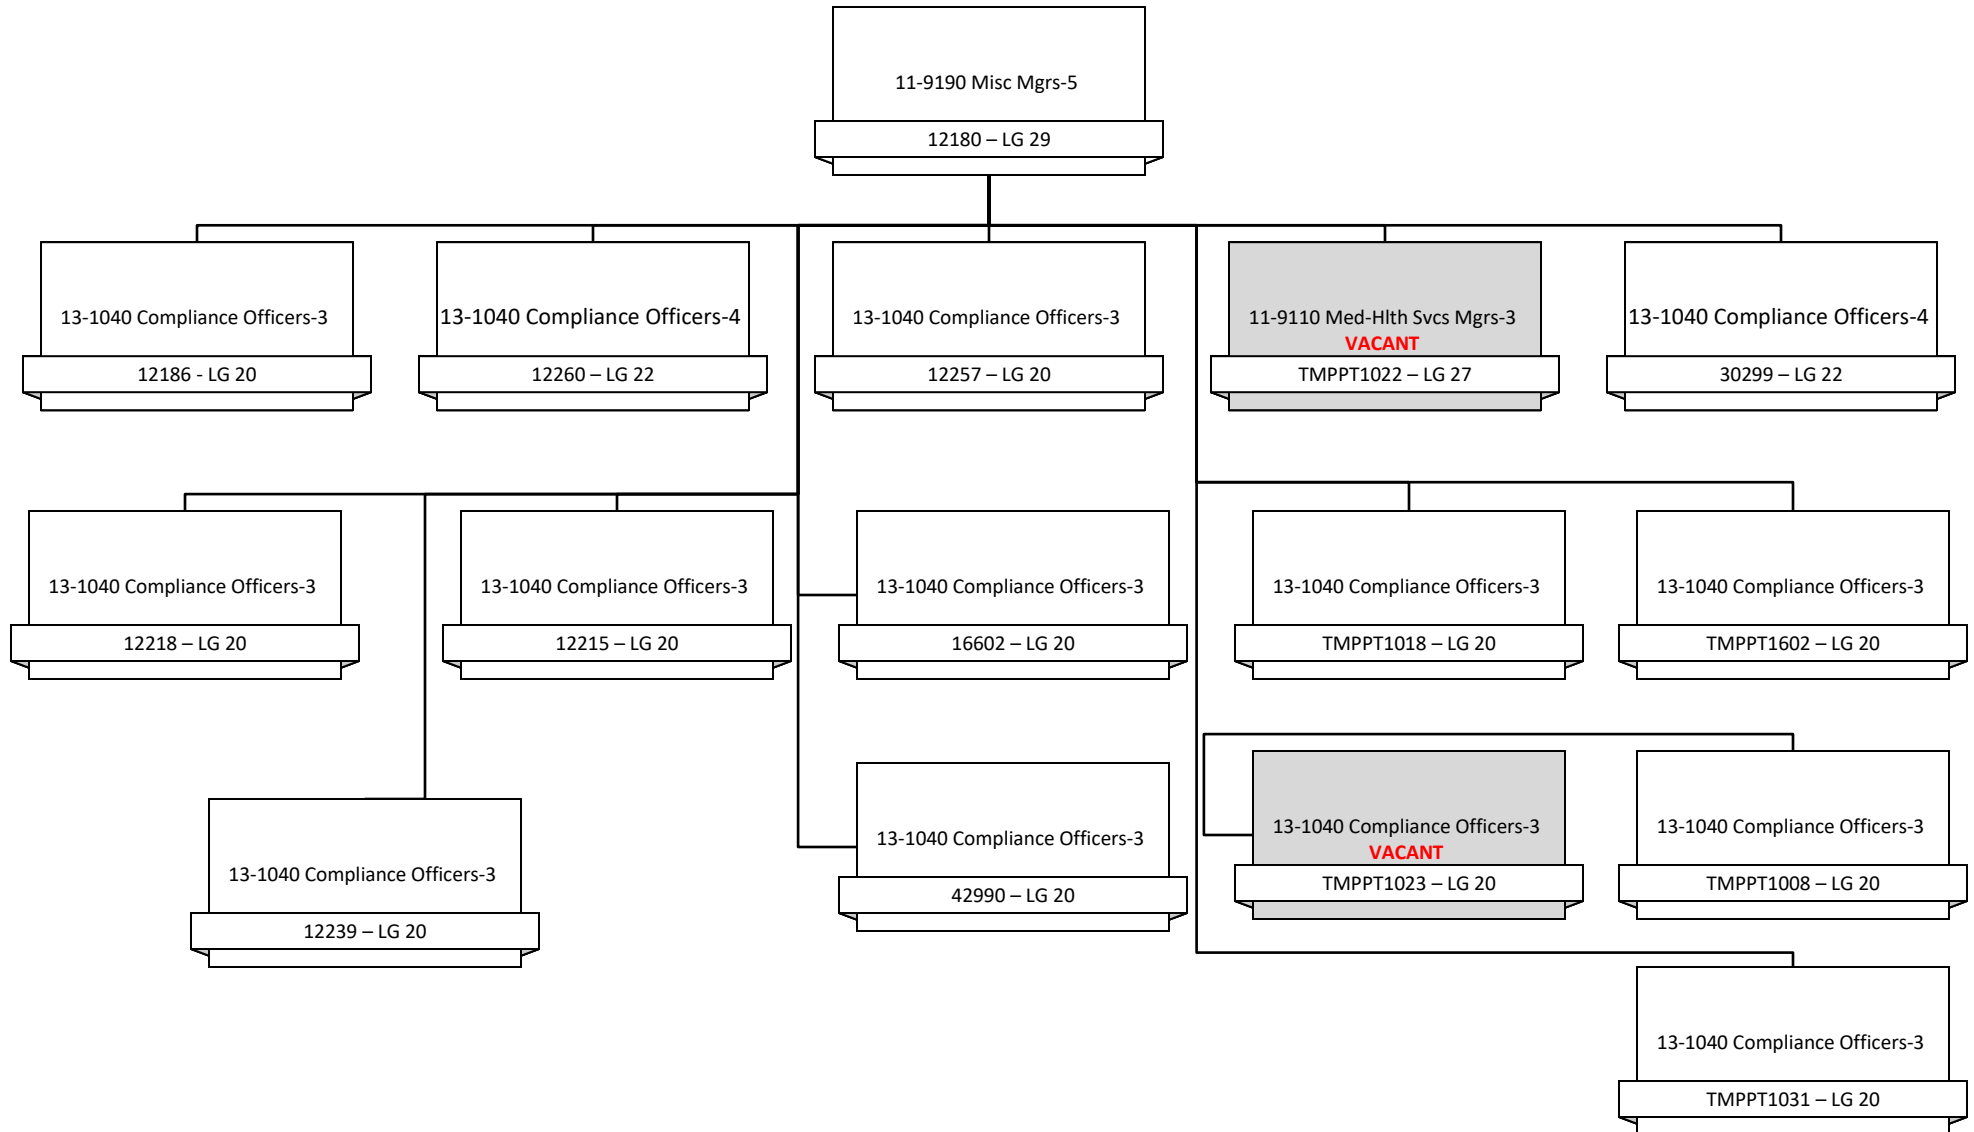 11-9190 Misc Mgrs-5
12180 – LG 29
13-1040 Compliance Officers-3
12186 - LG 20
13-1040 Compliance Officers-4
12260 – LG 22
13-1040 Compliance Officers-3
12257 – LG 20
11-9110 Med-Hlth Svcs Mgrs-3
VACANT
TMPPT1022 – LG 27
13-1040 Compliance Officers-4
30299 – LG 22
13-1040 Compliance Officers-3
12218 – LG 20
13-1040 Compliance Officers-3
12215 – LG 20
13-1040 Compliance Officers-3
16602 – LG 20
13-1040 Compliance Officers-3
TMPPT1018 – LG 20
13-1040 Compliance Officers-3
TMPPT1602 – LG 20
13-1040 Compliance Officers-3
12239 – LG 20
13-1040 Compliance Officers-3
42990 – LG 20
13-1040 Compliance Officers-3
VACANT
TMPPT1023 – LG 20
13-1040 Compliance Officers-3
TMPPT1008 – LG 20
13-1040 Compliance Officers-3
TMPPT1031 – LG 20